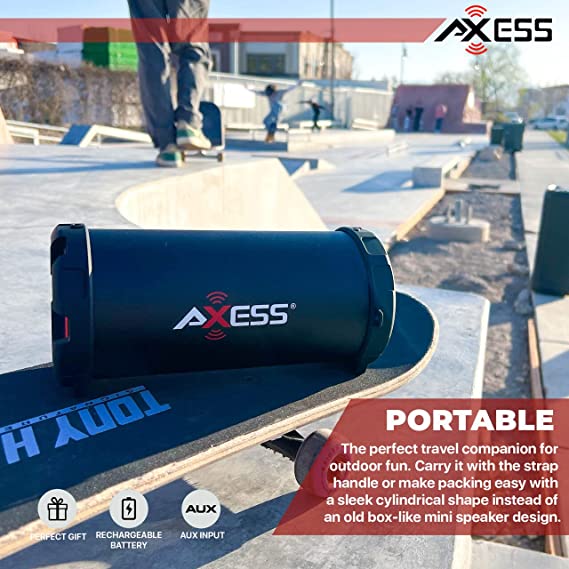 AXESS
AXESS®
TONY H
PORTABLE
The perfect travel companion for
outdoor fun. Carry it with the strap
handle or make packing easy with
a sleek cylindrical shape instead of
an old box-like mini speaker design.
PERFECT GIFT
RECHARGEABLE
BATTERY
AUX
AUX INPUT